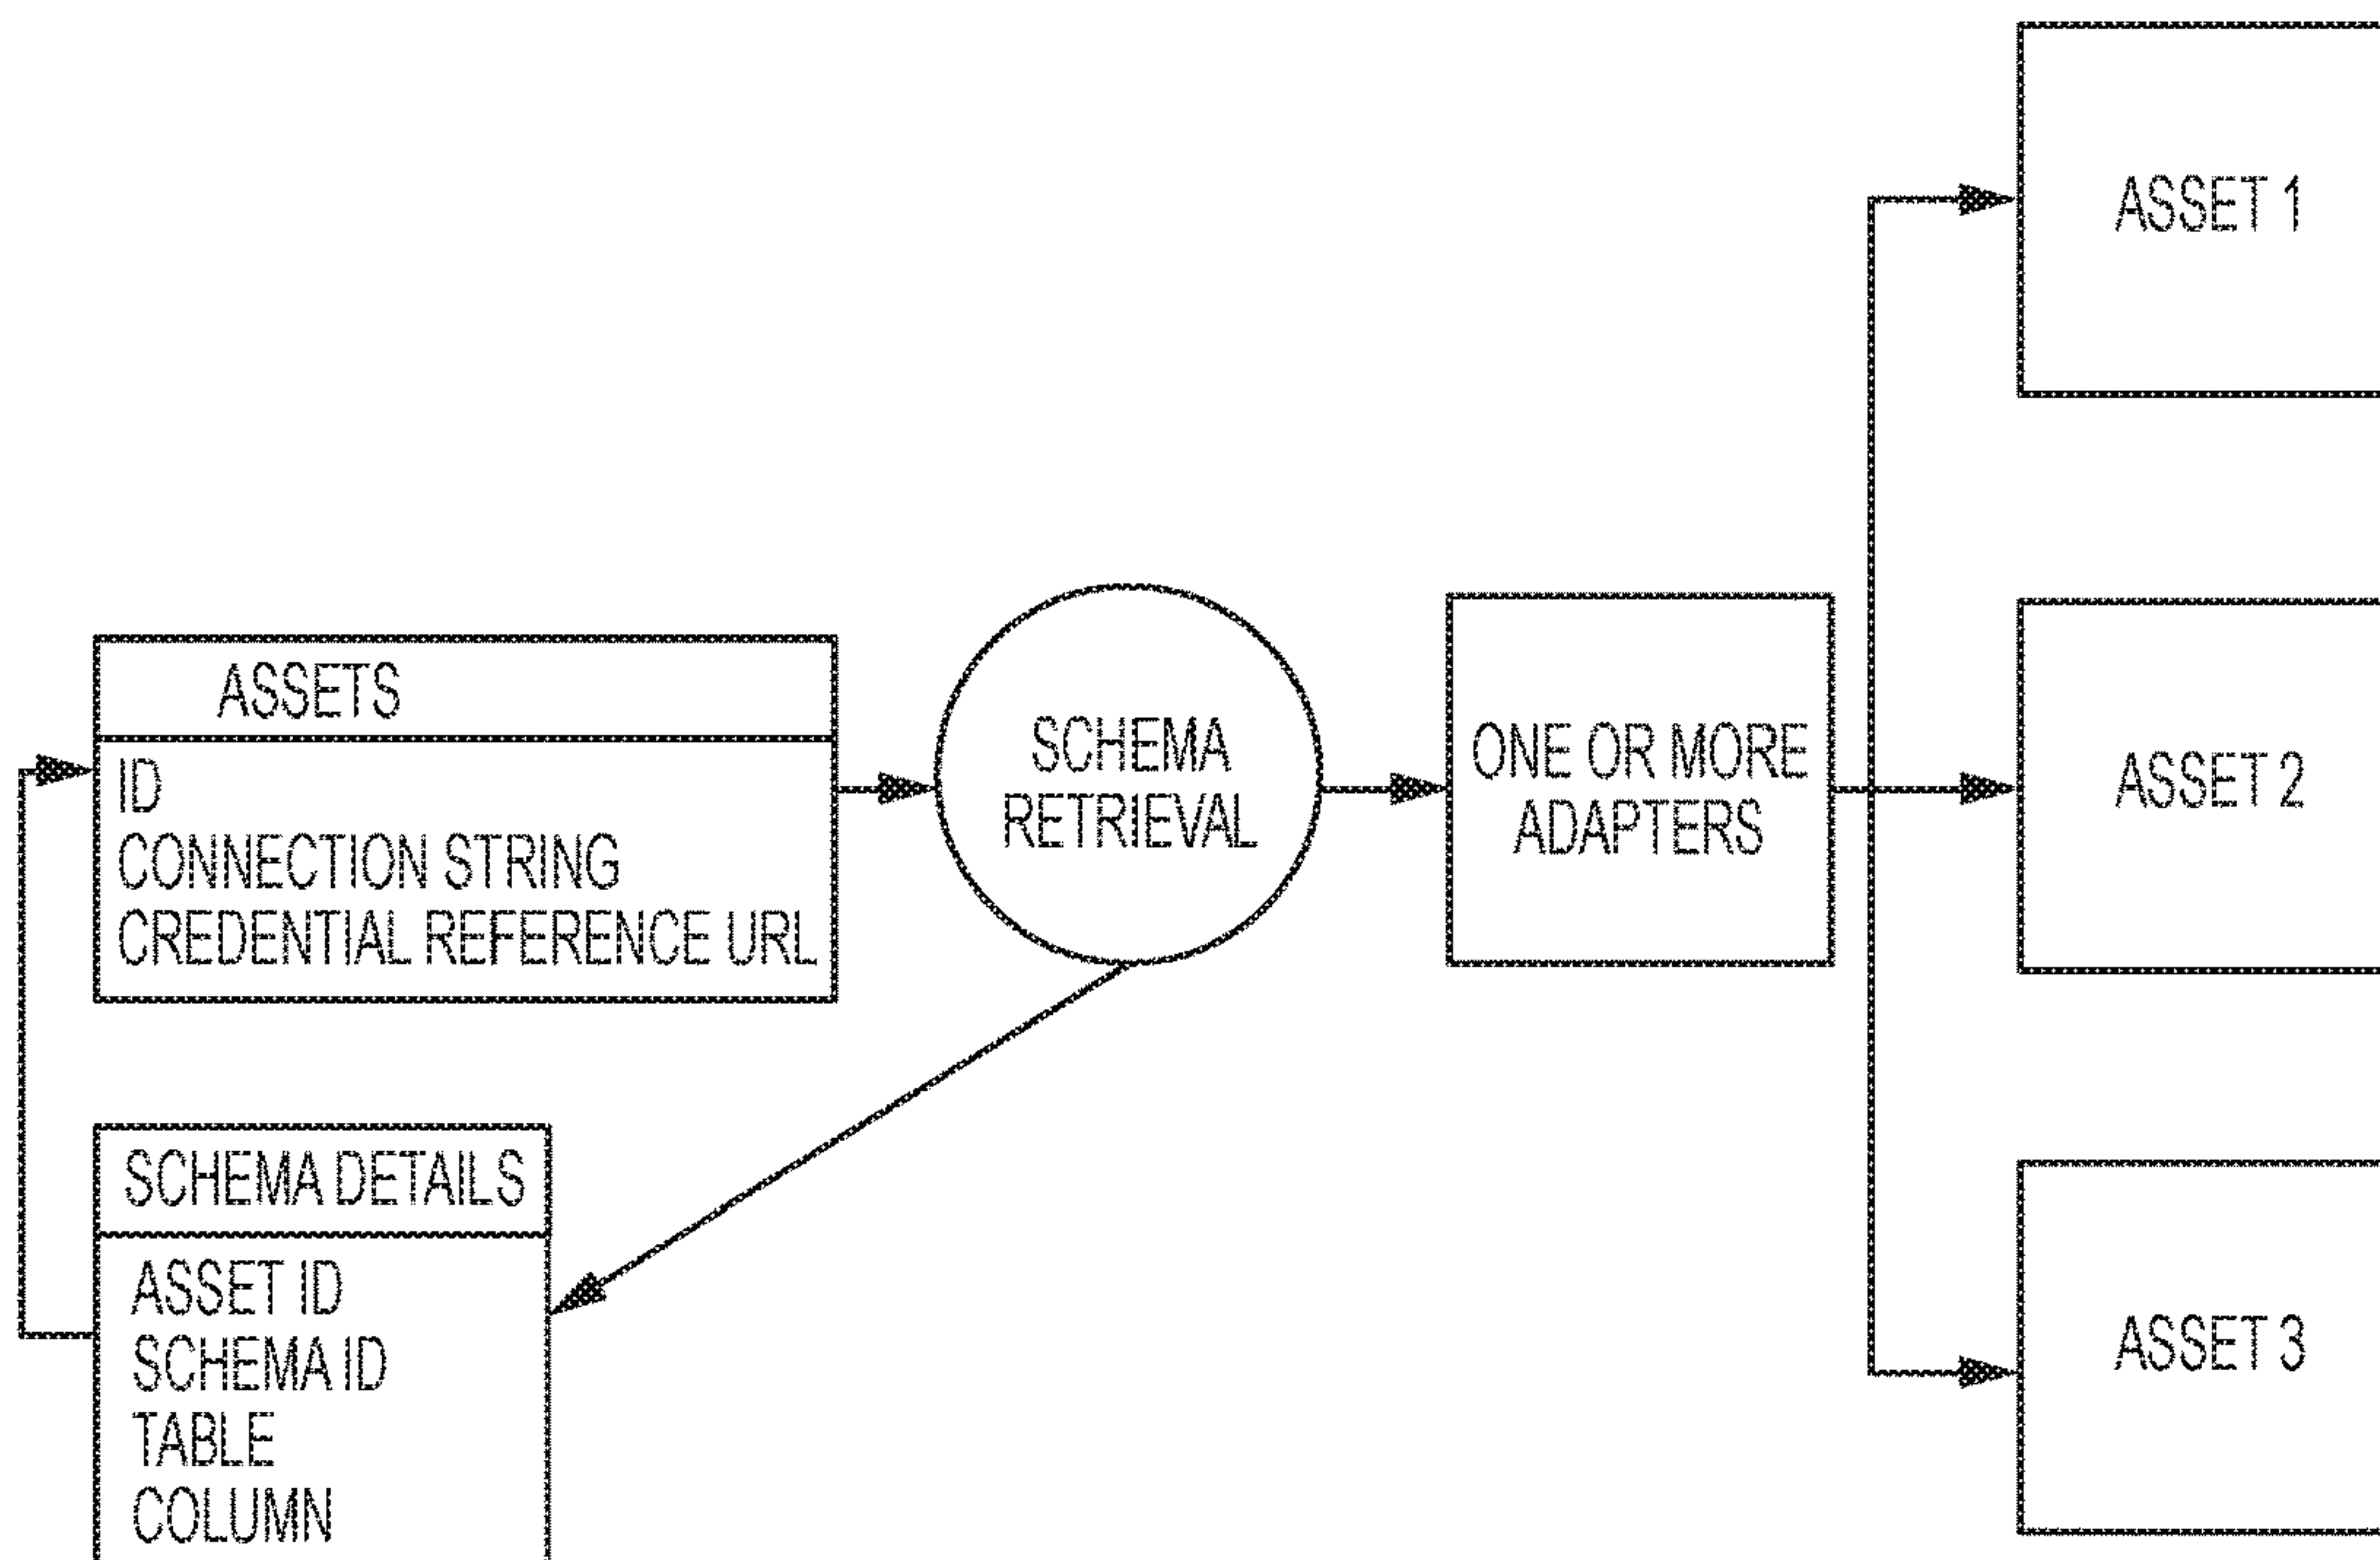 ASSET 1
ASSETS
ID
CONNECTION STRING
CREDENTIAL REFERENCE URL
SCHEMA
RETRIEVAL
ONE OR MORE
ADAPTERS
ASSET 2
SCHEMA DETAILS
ASSET ID
SCHEMA ID
TABLE
COLUMN
ASSET 3